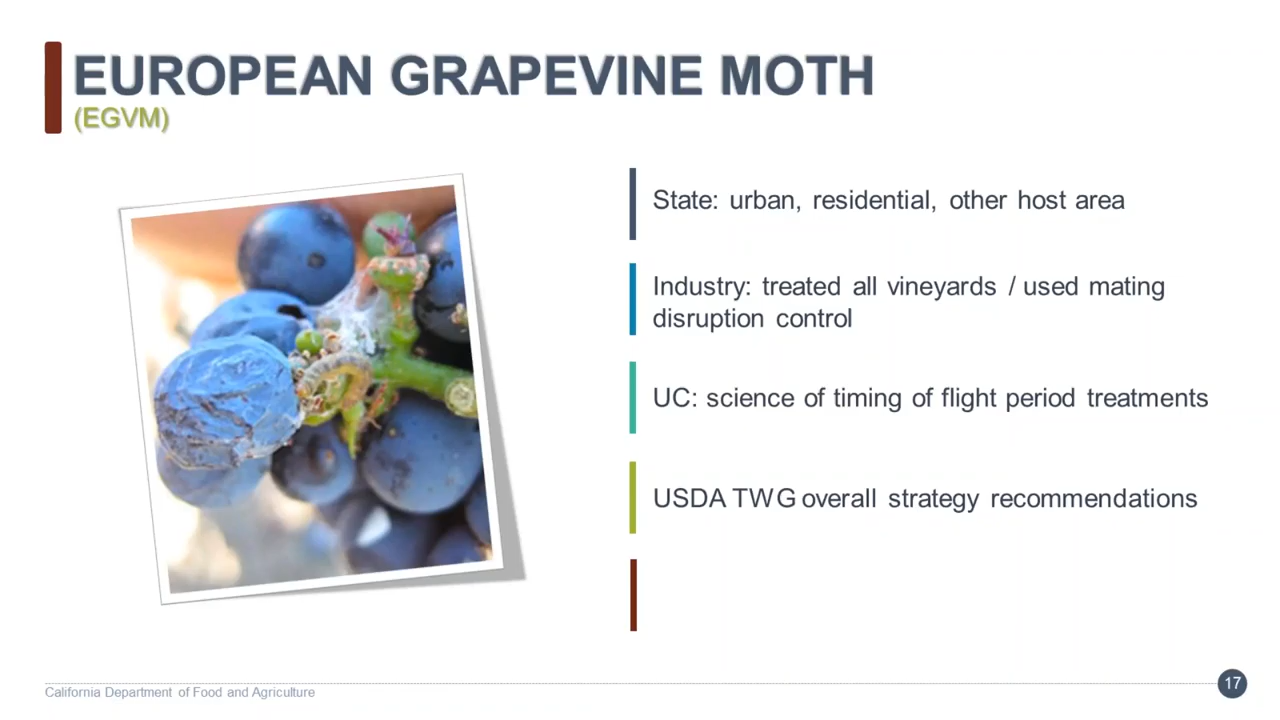 EUROPEAN GRAPEVINE MOTH
(EGVM)
State: urban, residential, other host area
Industry: treated all vineyards / used mating
disruption control
UC: science of timing of flight period treatments
USDA TWG overall strategy recommendations
California Department of Food and Agriculture
17